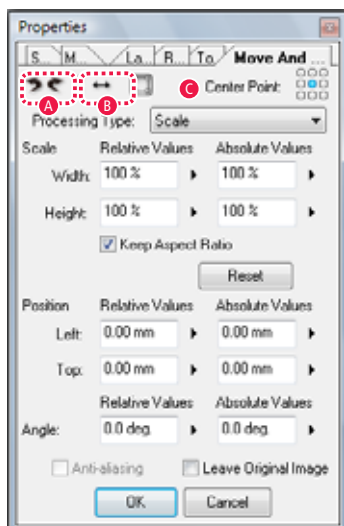 Properties
S... M... La... R... To... Move And ...
A B C Center Point:
Processing Type: Scale
Scale Relative Values Absolute Values
Width: 100 % 100 %
Height: 100 % 100 %
Keep Aspect Ratio
Reset
Position Relative Values Absolute Values
Left: 0.00 mm 0.00 mm
Top: 0.00 mm 0.00 mm
Relative Values Absolute Values
Angle: 0.0 deg. 0.0 deg.
Anti-aliasing Leave Original Image
OK Cancel